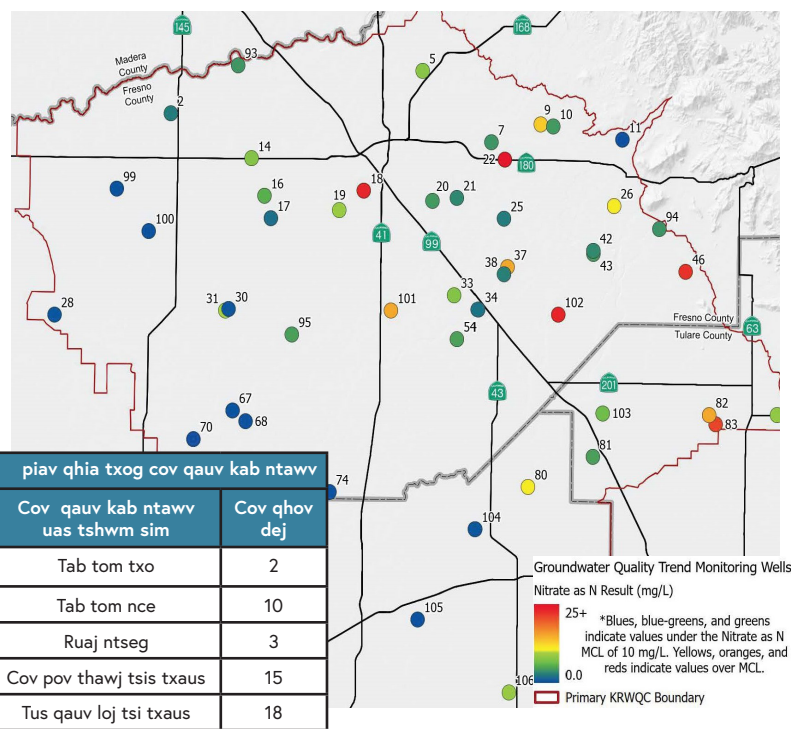 145
168
93
5
Madera
County
Fresno
County
2
9
10
7
11
22
180
14
99
18
16
19
20
21
26
17
25
100
41
99
94
42
43
37
38
46
33
31
30
28
34
101
102
Fresno County
Tulare County
63
95
54
43
201
67
68
103
82
83
70
81
piav qhia txog cov qauv kab ntawv
Cov qauv kab ntawv
uas tshwm sim
Cov qhov
dej
Tab tom txo
2
Tab tom nce
10
Ruaj ntseg
3
Cov pov thawj tsis txaus
15
Tus qauv loj tsi txaus
18
74
80
104
105
106
Groundwater Quality Trend Monitoring Wells
Nitrate as N Result (mg/L)
25+
0.0
*Blues, blue-greens, and greens
indicate values under the Nitrate as N
MCL of 10 mg/L. Yellows, oranges, and
reds indicate values over MCL.
Primary KRWQC Boundary